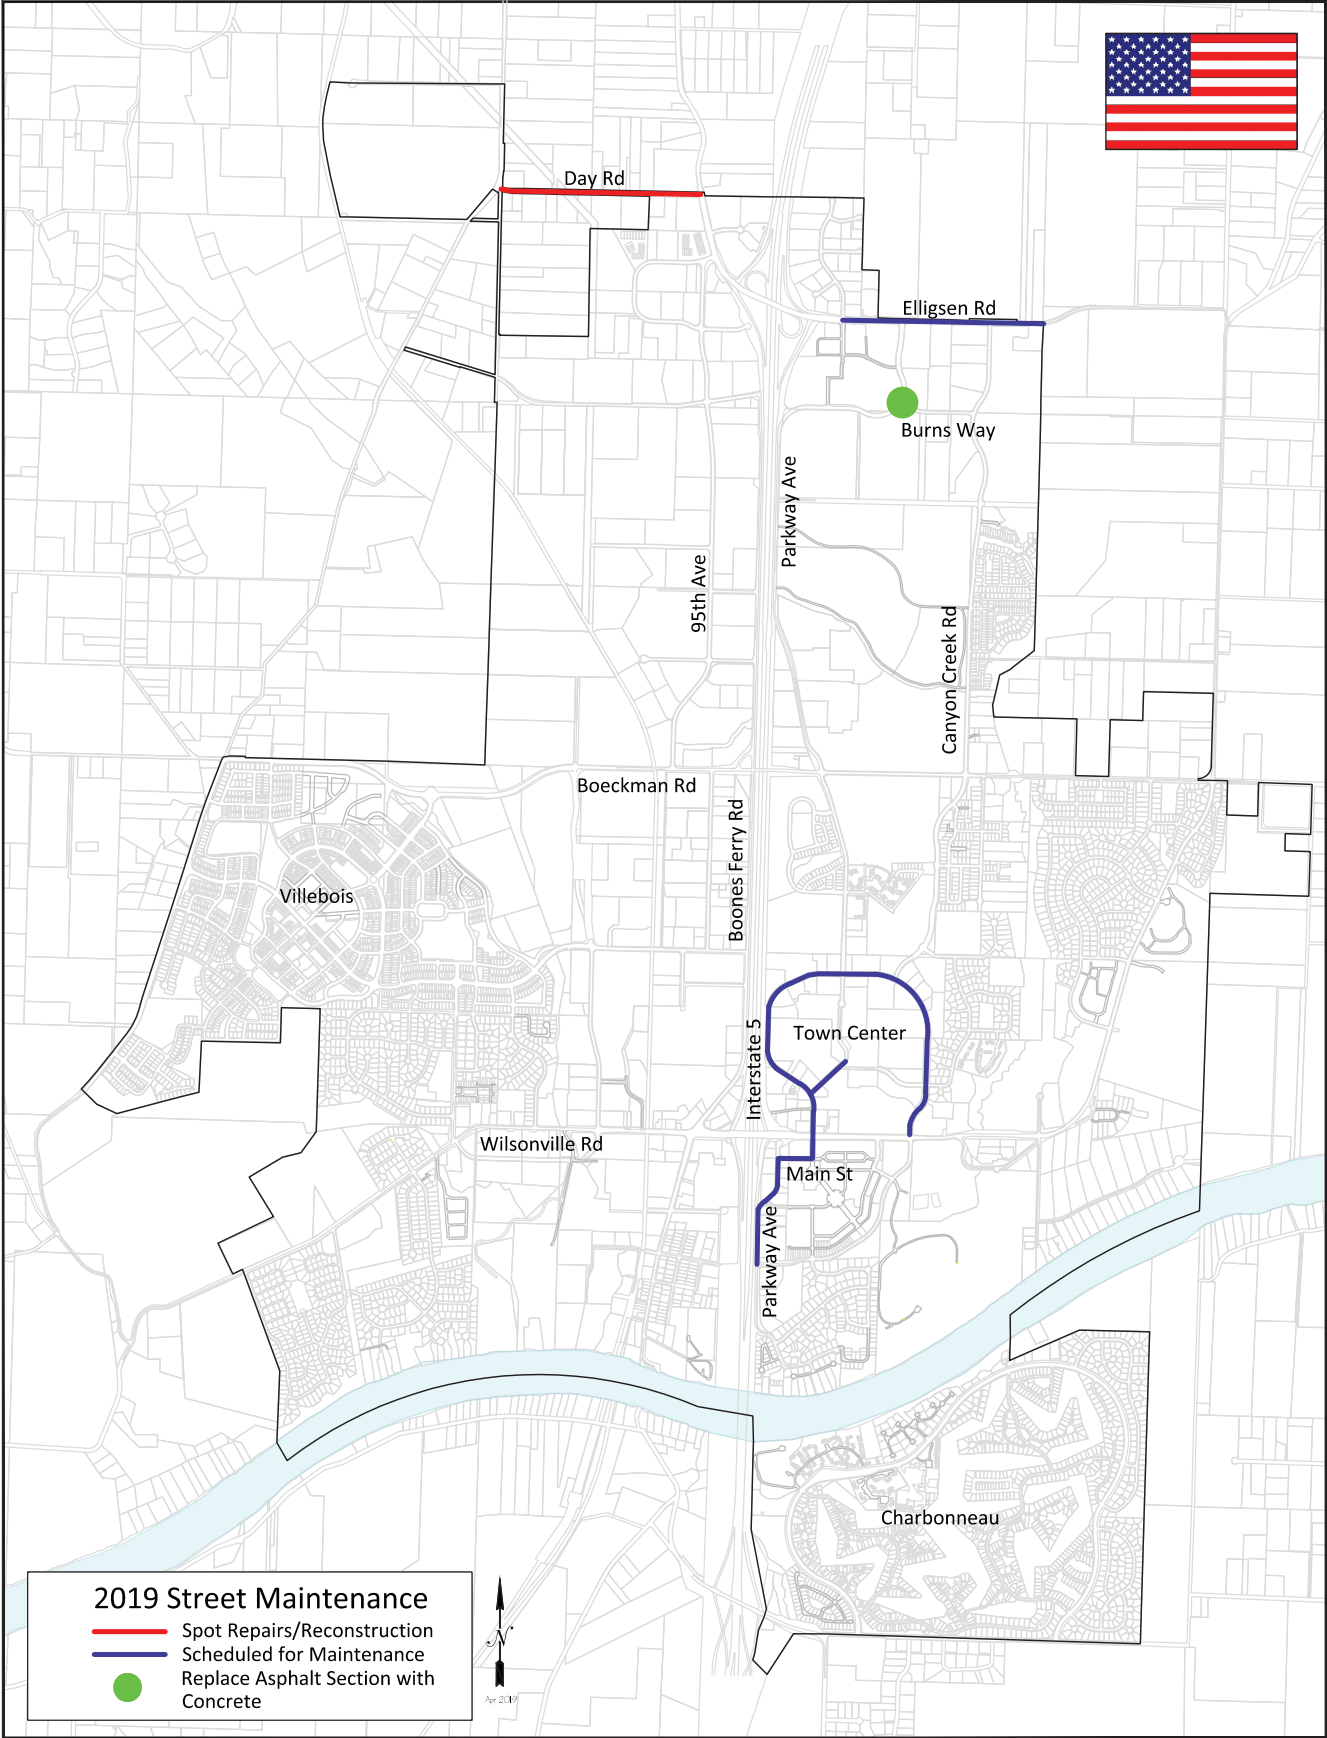 Day Rd
Elligsen Rd
Burns Way
Parkway Ave
95th Ave
Canyon Creek Rd
Boeckman Rd
Boones Ferry Rd
Villebois
Interstate 5
Town Center
Wilsonville Rd
Main St
Parkway Ave
Charbonneau
2019 Street Maintenance
Spot Repairs/Reconstruction
Scheduled for Maintenance
Replace Asphalt Section with
Concrete
N
Apr 2019